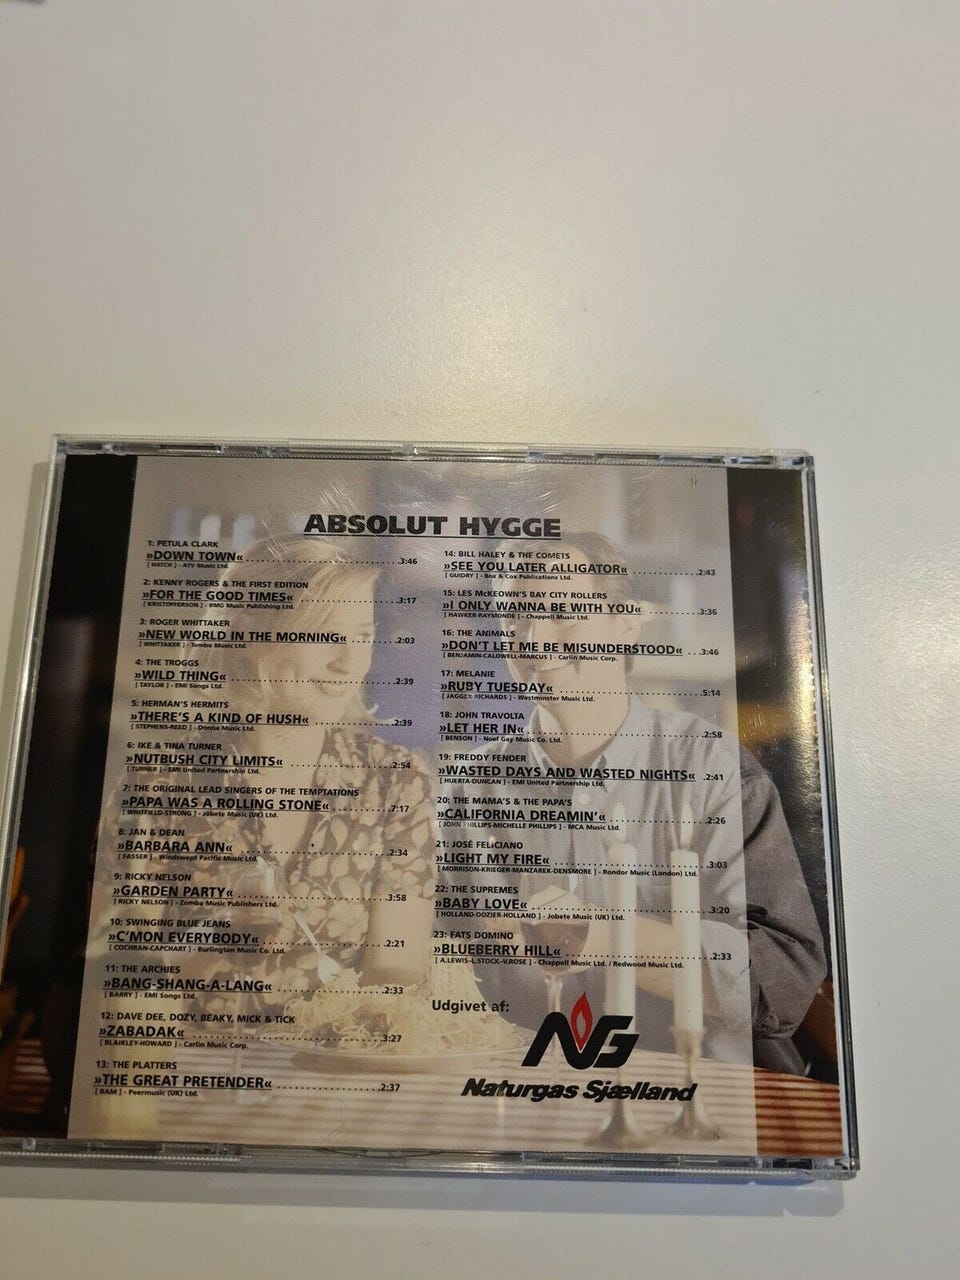 ABSOLUT HYGGE
1: PETULA CLARK
»DOWN TOWN« 3:46
[ HATCH ] - ATV Music Ltd.
2: KENNY ROGERS & THE FIRST EDITION
»FOR THE GOOD TIMES« 3:17
[ KRISTOFFERSON ] - BMG Music Publishing Ltd.
3: ROGER WHITTAKER
»NEW WORLD IN THE MORNING« 2:03
[ WHITTAKER ] - Tembo Music Ltd.
4: THE TROGGS
»WILD THING« 2:39
[ TAYLOR ] - EMI Songs Ltd.
5: HERMAN'S HERMITS
»THERE'S A KIND OF HUSH« 2:39
[ STEPHENS-REED ] - Donna Music Ltd.
6: IKE & TINA TURNER
»NUTBUSH CITY LIMITS« 2:54
[ TURNER ] - EMI United Partnership Ltd.
7: THE ORIGINAL LEAD SINGERS OF THE TEMPTATIONS
»PAPA WAS A ROLLING STONE« 7:17
[ WHITFIELD-STRONG ] - Jobete Music (UK) Ltd.
8: JAN & DEAN
»BARBARA ANN« 2:34
[ FASSER ] - Windswept Pacific Music Ltd.
9: RICKY NELSON
»GARDEN PARTY« 3:58
[ RICKY NELSON ] - Zomba Music Publishers Ltd.
10: SWINGING BLUE JEANS
»C'MON EVERYBODY« 2:21
[ COCHRAN-CAPCHART ] - Burlington Music Co. Ltd.
11: THE ARCHIES
»BANG-SHANG-A-LANG« 2:33
[ BARRY ] - EMI Songs Ltd.
12: DAVE DEE, DOZY, BEAKY, MICK & TICK
»ZABADAK« 3:27
[ BLAIKLEY-HOWARD ] - Carlin Music Corp.
13: THE PLATTERS
»THE GREAT PRETENDER« 2:37
[ RAM ] - Peermusic (UK) Ltd.
14: BILL HALEY & THE COMETS
»SEE YOU LATER ALLIGATOR« 2:43
[ GUIDRY ] - Box & Cox Publications Ltd.
15: LES McKEOWN'S BAY CITY ROLLERS
»I ONLY WANNA BE WITH YOU« 3:36
[ HAWKER-RAYMONDE ] - Chappell Music Ltd.
16: THE ANIMALS
»DON'T LET ME BE MISUNDERSTOOD« 3:46
[ BENJAMIN-CALDWELL-MARCUS ] - Carlin Music Corp.
17: MELANIE
»RUBY TUESDAY« 5:14
[ JAGGER-RICHARDS ] - Westminster Music Ltd.
18: JOHN TRAVOLTA
»LET HER IN« 2:58
[ BENSON ] - Noel Gay Music Co. Ltd.
19: FREDDY FENDER
»WASTED DAYS AND WASTED NIGHTS« 2:41
[ HUERTA-DUNCAN ] - EMI United Partnership Ltd.
20: THE MAMA'S & THE PAPA'S
»CALIFORNIA DREAMIN'« 2:26
[ JOHN PHILLIPS-MICHELLE PHILLIPS ] - MCA Music Ltd.
21: JOSÉ FELICIANO
»LIGHT MY FIRE« 3:03
[ MORRISON-KRIEGER-MANZAREK-DENSMORE ] - Rondor Music (London) Ltd.
22: THE SUPREMES
»BABY LOVE« 3:20
[ HOLLAND-DOZIER-HOLLAND ] - Jobete Music (UK) Ltd.
23: FATS DOMINO
»BLUEBERRY HILL« 2:33
[ A.LEWIS-L.STOCK-V.ROSE ] - Chappell Music Ltd. / Redwood Music Ltd.
Udgivet af:
NG
Naturgas Sjælland